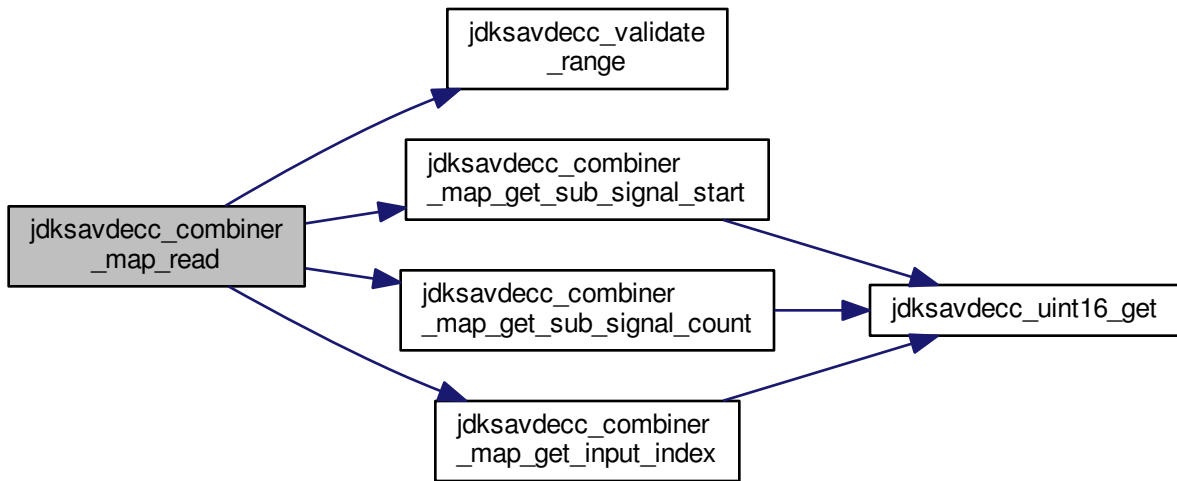 jdksavdecc_validate
_range
jdksavdecc_combiner
_map_get_sub_signal_start
jdksavdecc_combiner
_map_read
jdksavdecc_combiner
_map_get_sub_signal_count
jdksavdecc_uint16_get
jdksavdecc_combiner
_map_get_input_index